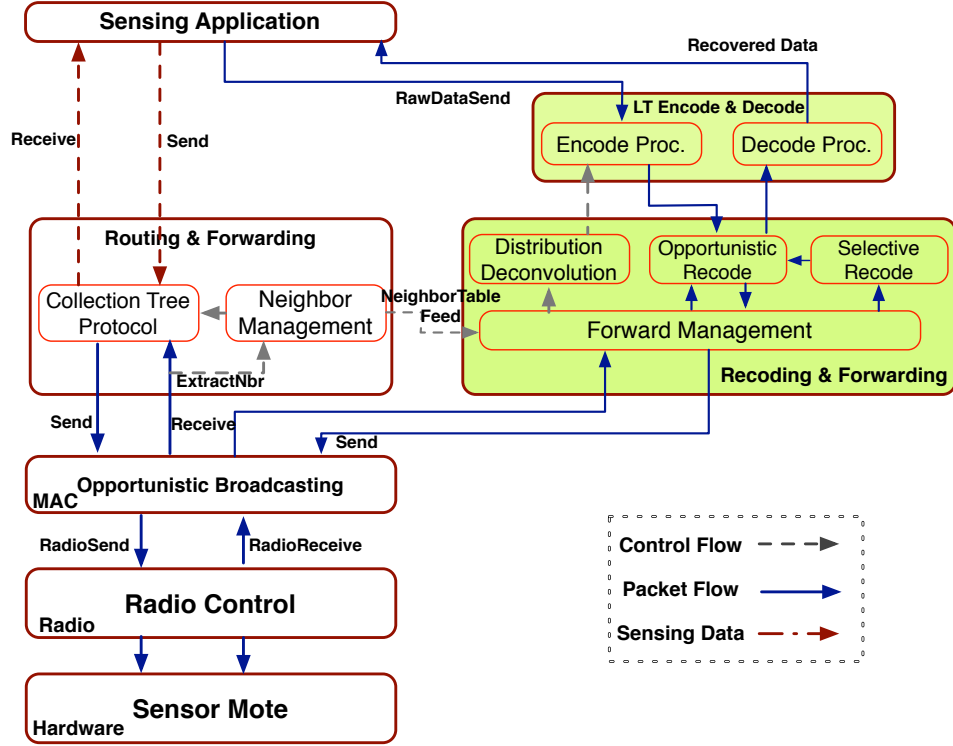 Sensing Application
Recovered Data
RawDataSend
LT Encode & Decode
Receive
Send
Encode Proc.
Decode Proc.
Routing & Forwarding
Distribution
Deconvolution
Opportunistic
Recode
Selective
Recode
Collection Tree
Protocol
Neighbor
Management
NeighborTable
Feed
Forward Management
ExtractNbr
Recoding & Forwarding
Send
Receive
Send
Opportunistic Broadcasting
MAC
RadioSend
RadioReceive
Control Flow
Packet Flow
Sensing Data
Radio Control
Radio
Sensor Mote
Hardware